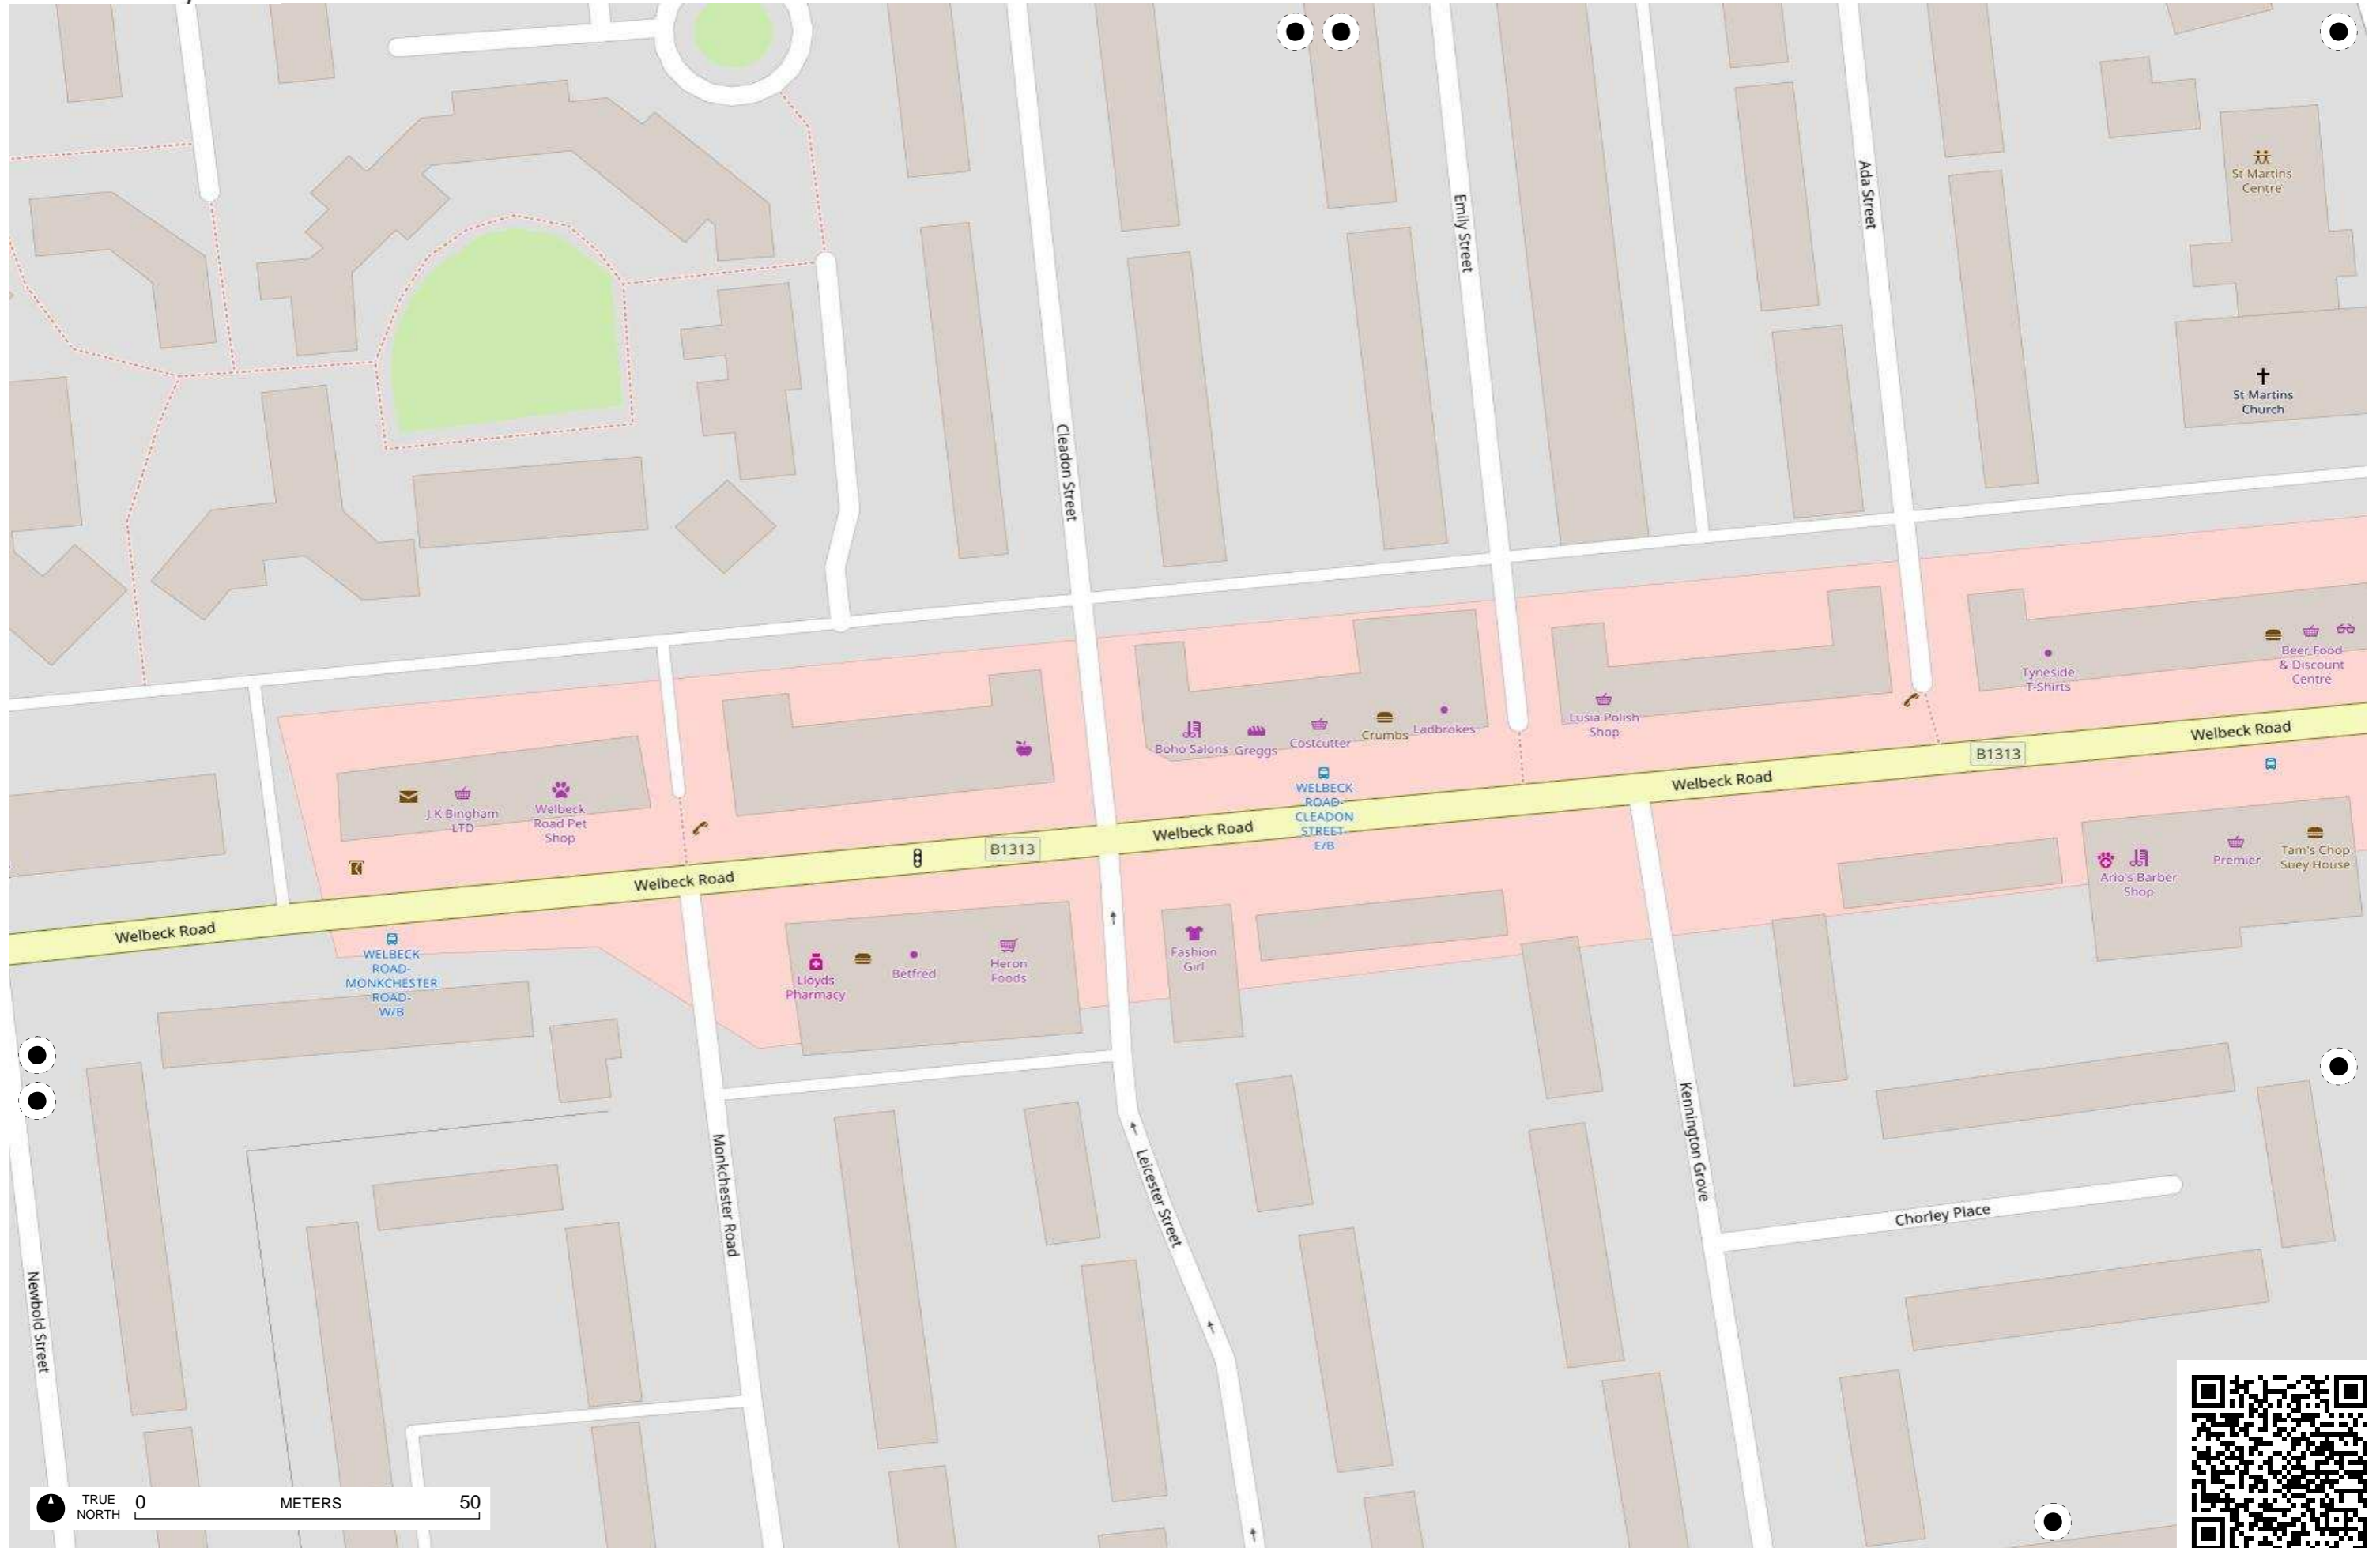 St Martins
Centre
Ada Street
Emily Street
St Martins
Church
Cleadon Street
Beer Food
& Discount
Centre
Tyneside
T-Shirts
Lusia Polish
Shop
Boho Salons
Greggs
Costcutter
Crumbs
Ladbrokes
Welbeck Road
B1313
Welbeck Road
WELBECK
ROAD-
CLEADON
STREET-
E/B
J K Bingham
LTD
Welbeck
Road Pet
Shop
Welbeck Road
B1313
Welbeck Road
Welbeck Road
Tam's Chop
Suey House
Premier
Ario's Barber
Shop
WELBECK
ROAD-
MONKCHESTER
ROAD-
W/B
Lloyds
Pharmacy
Betfred
Heron
Foods
Fashion
Girl
Monkchester Road
Leicester Street
Kennington Grove
Chorley Place
Newbold Street
TRUE
NORTH
0 METERS 50